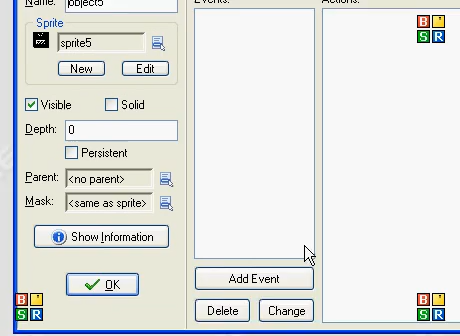 Name: object5
Events:
Actions:
Sprite
sprite5
New
Edit
Visible
Solid
Depth: 0
Persistent
Parent: <no parent>
Mask: <same as sprite>
Show Information
Add Event
OK
Delete
Change
B
S R
B
S R
B
S R